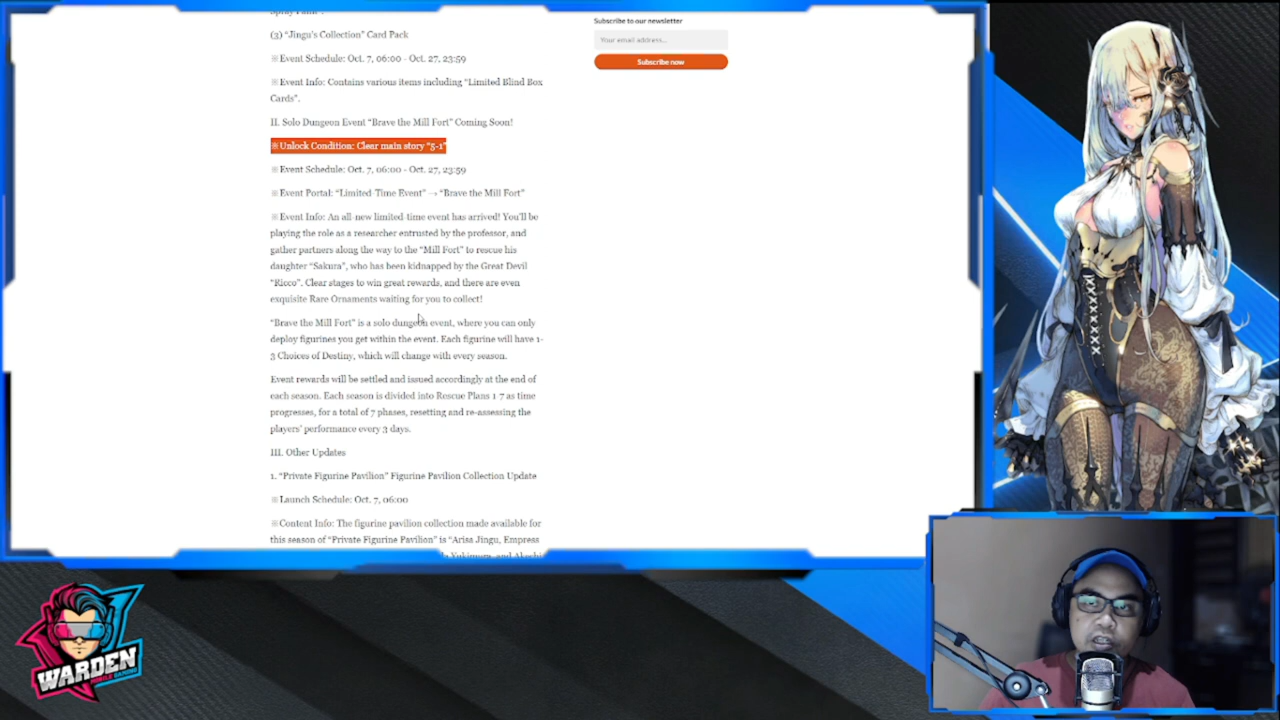 (3) "Jingu's Collection" Card Pack
※Event Schedule: Oct. 7, 06:00 - Oct. 27, 23:59
※Event Info: Contains various items including "Limited Blind Box
Cards".
II. Solo Dungeon Event "Brave the Mill Fort" Coming Soon!
※Unlock Condition: Clear main story "5-1"
※Event Schedule: Oct. 7, 06:00 - Oct. 27, 23:59
※Event Portal: "Limited-Time Event" → "Brave the Mill Fort"
※Event Info: An all-new limited-time event has arrived! You'll be
playing the role as a researcher entrusted by the professor, and
gather partners along the way to the "Mill Fort" to rescue his
daughter "Sakura", who has been kidnapped by the Great Devil
"Ricco". Clear stages to win great rewards, and there are even
exquisite Rare Ornaments waiting for you to collect!
"Brave the Mill Fort" is a solo dungeon event, where you can only
deploy figurines you get within the event. Each figurine will have 1-
3 Choices of Destiny, which will change with every season.
Event rewards will be settled and issued accordingly at the end of
each season. Each season is divided into Rescue Plans 1-7 as time
progresses, for a total of 7 phases, resetting and re-assessing the
players' performance every 3 days.
III. Other Updates
1. "Private Figurine Pavilion" Figurine Pavilion Collection Update
※Launch Schedule: Oct. 7, 06:00
※Content Info: The figurine pavilion collection made available for
this season of "Private Figurine Pavilion" is "Arisa Jingu, Empress
Yukimura, and Akechi
Subscribe to our newsletter
Your email address...
Subscribe now
WARDEN
MOBILE GAMING